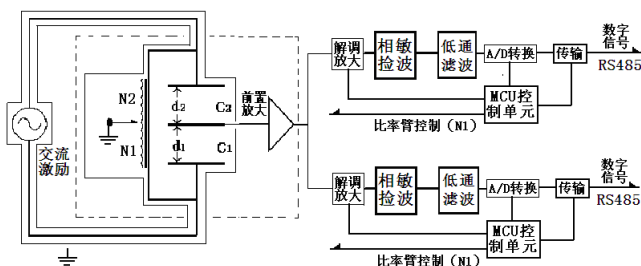 交流
激励
N2
N1
d₂
d₁
C₂
C₁
前置
放大
解调
放大
相敏
捡波
低通
滤波
A/D转换
传输
数字
信号
RS485
MCU控
制单元
比率臂控制(N1)
解调
放大
相敏
捡波
低通
滤波
A/D转换
传输
数字
信号
RS485
MCU控
制单元
比率臂控制(N1)